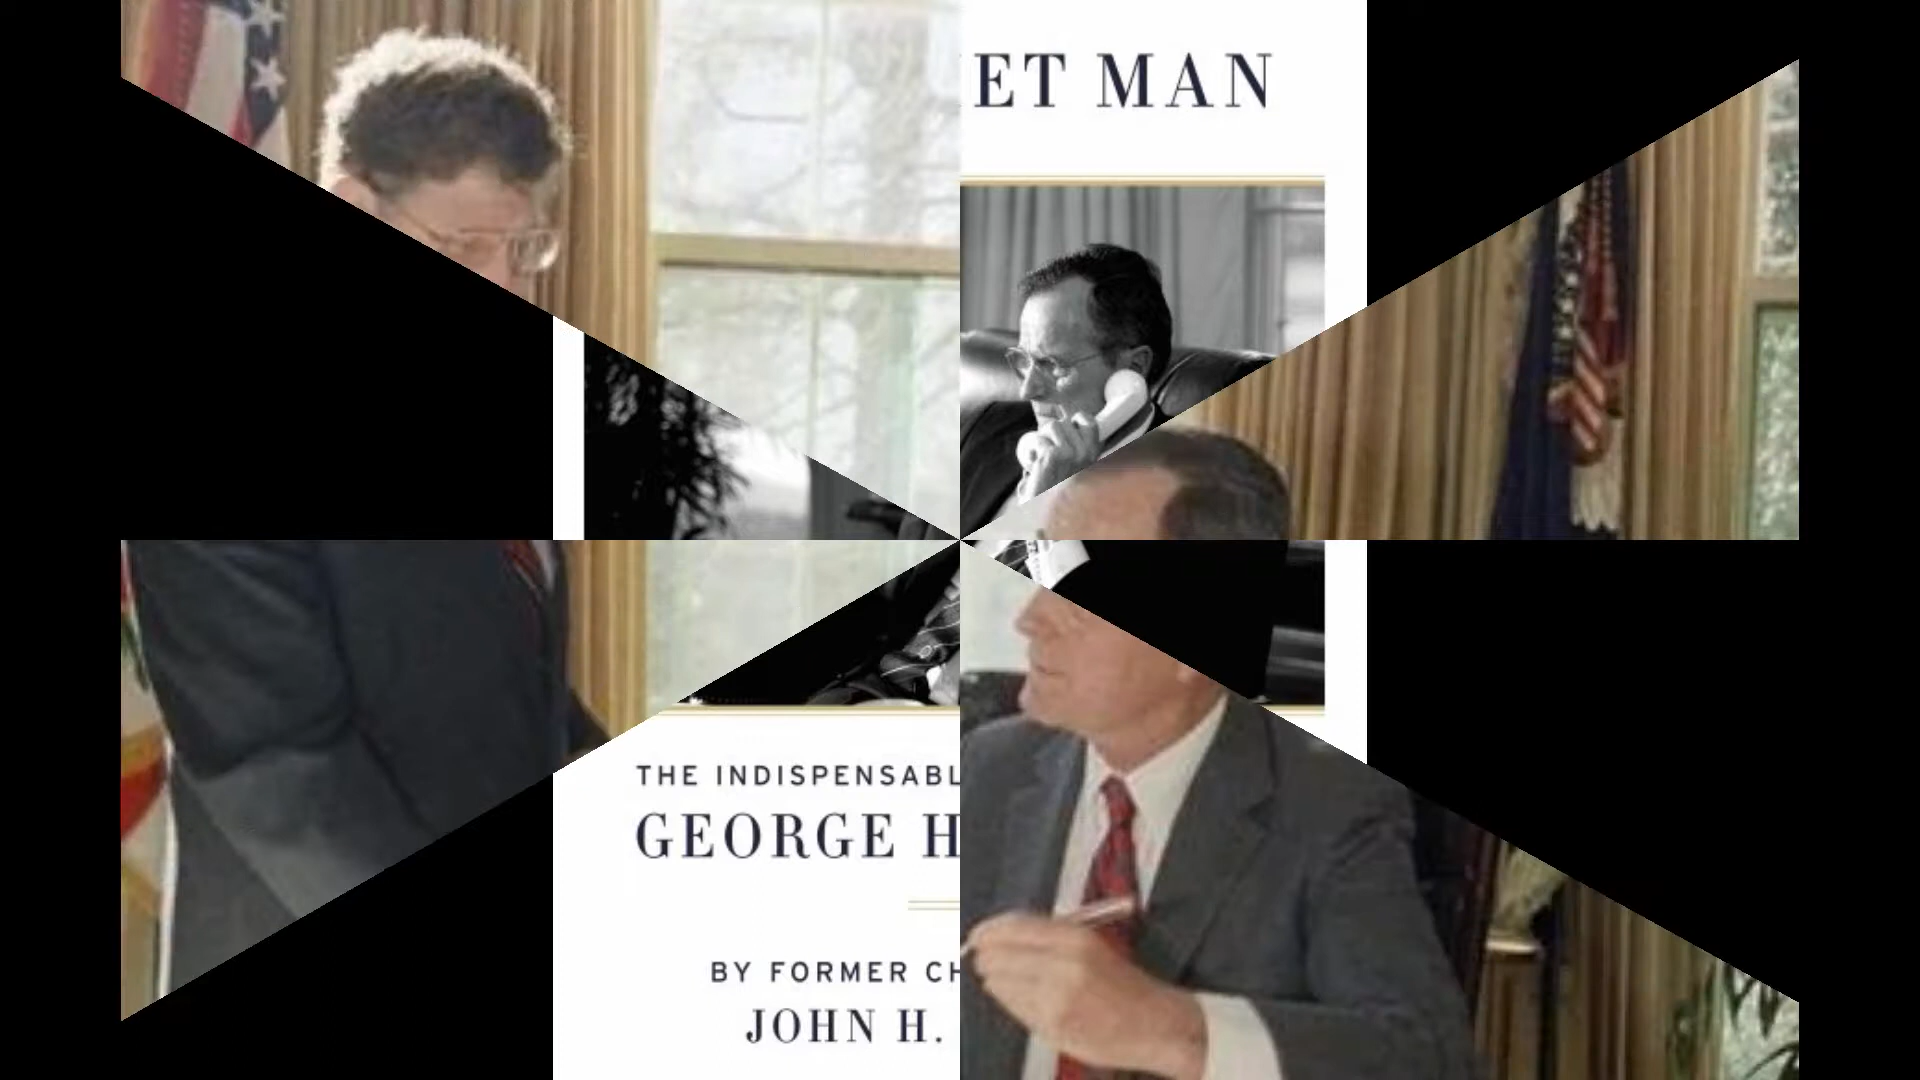 ET MAN
THE INDISPENSABL
GEORGE H
BY FORMER CH
JOHN H.